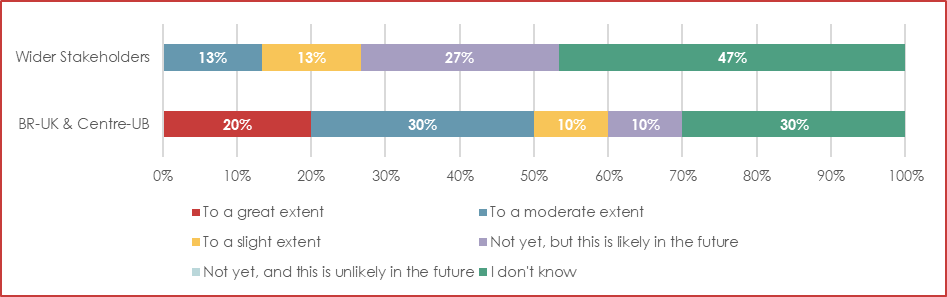 Wider Stakeholders 13% 13% 27% 47%
BR-UK & Centre-UB 20% 30% 10% 10% 30%
0% 10% 20% 30% 40% 50% 60% 70% 80% 90% 100%
To a great extent To a moderate extent
To a slight extent Not yet, but this is likely in the future
Not yet, and this is unlikely in the future I don't know